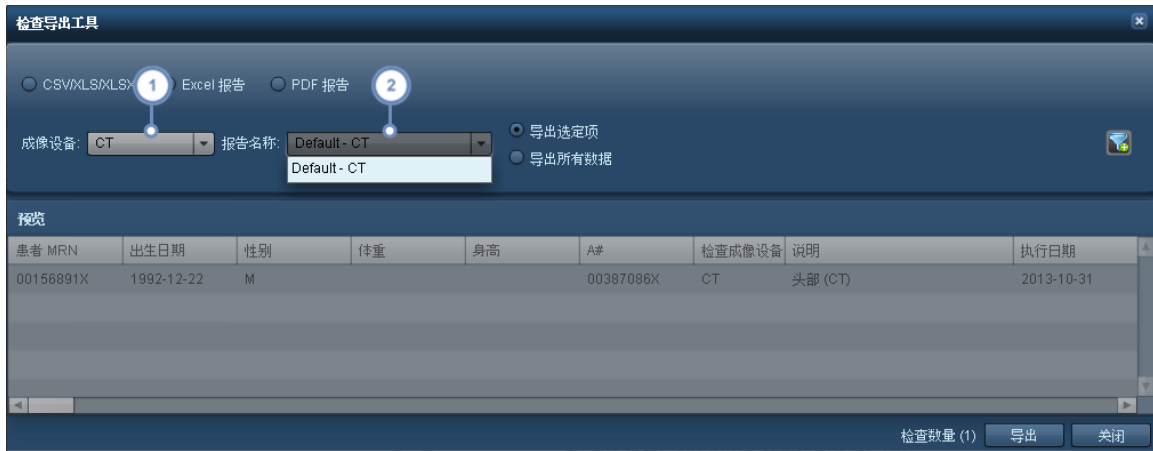 检查导出工具
CSV/XLS/XLSX 1 Excel 报告 PDF 报告 2
成像设备: CT 报告名称: Default - CT 导出选定项
Default - CT 导出所有数据
预览
患者 MRN 出生日期 性别 体重 身高 A# 检查成像设备 说明 执行日期
00156891X 1992-12-22 M 00387086X CT 头部 (CT) 2013-10-31
检查数量 (1) 导出 关闭